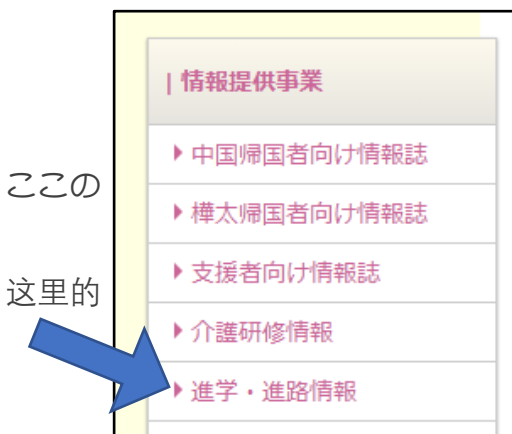 | 情報提供事業
中国帰国者向け情報誌
ここの
樺太帰国者向け情報誌
支援者向け情報誌
这里的
介護研修情報
進学・進路情報